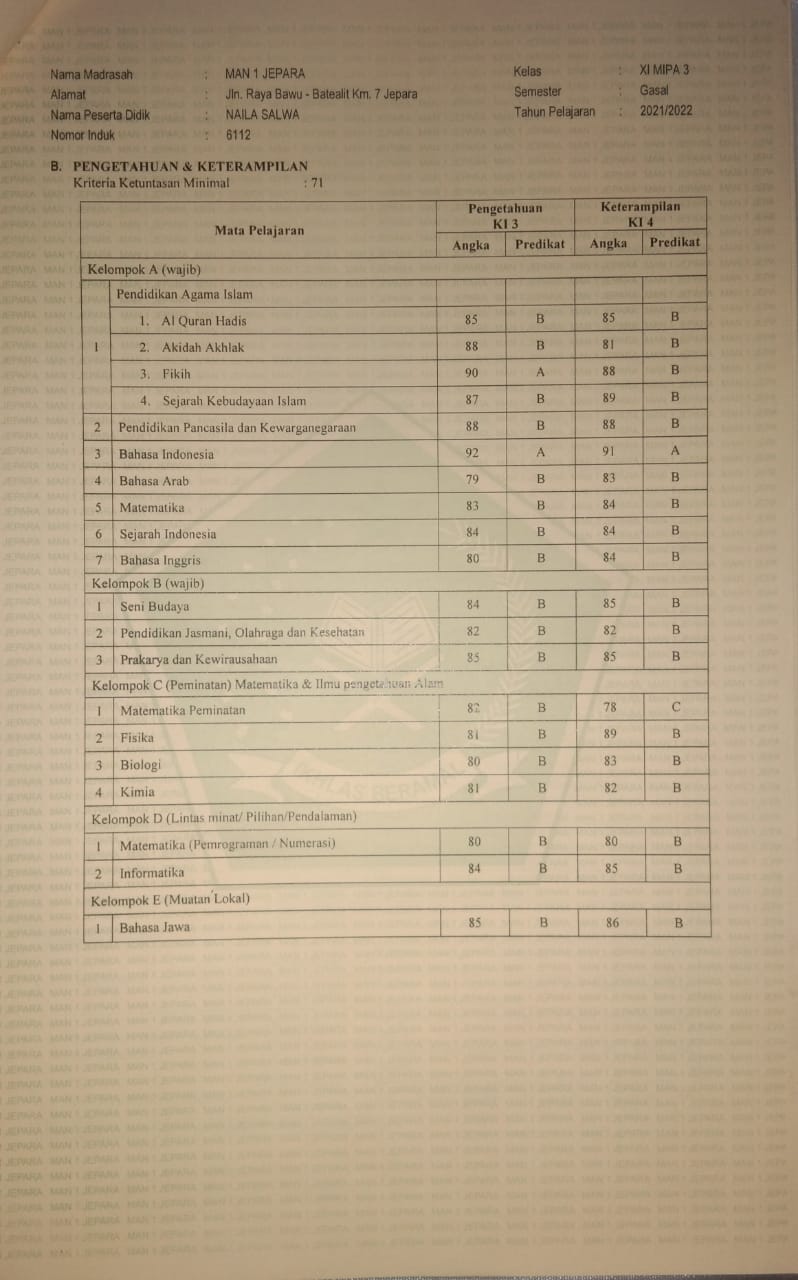 Nama Madrasah : MAN 1 JEPARA Kelas : XI MIPA 3
Alamat : Jln. Raya Bawu - Batealit Km. 7 Jepara Semester : Gasal
Nama Peserta Didik : NAILA SALWA Tahun Pelajaran : 2021/2022
Nomor Induk : 6112
B. PENGETAHUAN & KETERAMPILAN
Kriteria Ketuntasan Minimal : 71
Mata Pelajaran Pengetahuan KI 3 Keterampilan KI 4
Angka Predikat Angka Predikat
Kelompok A (wajib)
1 Pendidikan Agama Islam
1. Al Quran Hadis 85 B 85 B
2. Akidah Akhlak 88 B 81 B
3. Fikih 90 A 88 B
4. Sejarah Kebudayaan Islam 87 B 89 B
2 Pendidikan Pancasila dan Kewarganegaraan 88 B 88 B
3 Bahasa Indonesia 92 A 91 A
4 Bahasa Arab 79 B 83 B
5 Matematika 83 B 84 B
6 Sejarah Indonesia 84 B 84 B
7 Bahasa Inggris 80 B 84 B
Kelompok B (wajib)
1 Seni Budaya 84 B 85 B
2 Pendidikan Jasmani, Olahraga dan Kesehatan 82 B 82 B
3 Prakarya dan Kewirausahaan 85 B 85 B
Kelompok C (Peminatan) Matematika & Ilmu pengetahuan Alam
1 Matematika Peminatan 82 B 78 C
2 Fisika 81 B 89 B
3 Biologi 80 B 83 B
4 Kimia 81 B 82 B
Kelompok D (Lintas minat/ Pilihan/Pendalaman)
1 Matematika (Pemrograman / Numerasi) 80 B 80 B
2 Informatika 84 B 85 B
Kelompok E (Muatan Lokal)
1 Bahasa Jawa 85 B 86 B